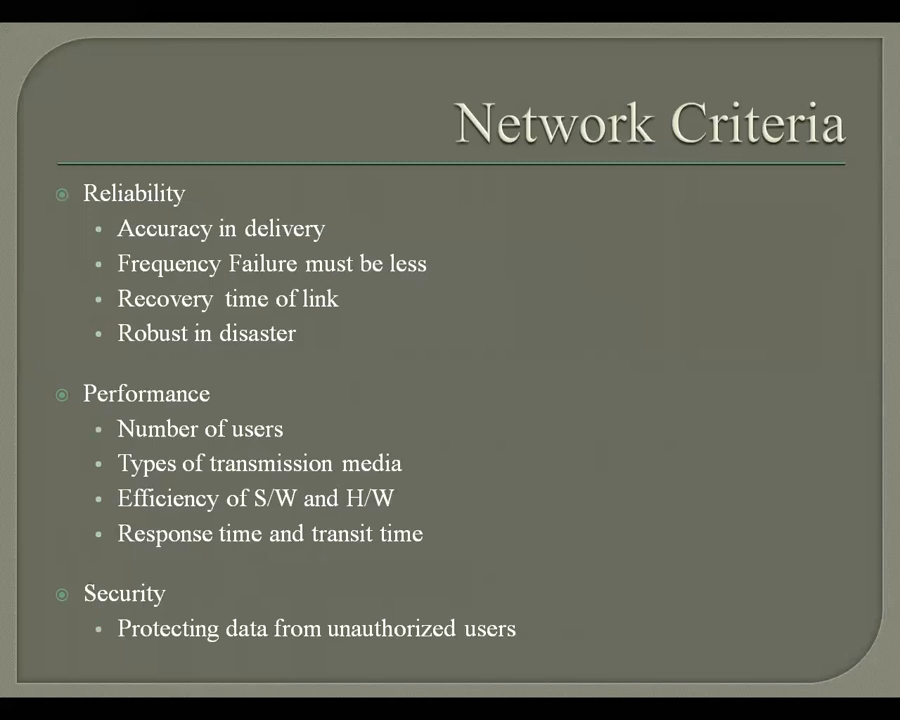 Network Criteria
Reliability
Accuracy in delivery
Frequency Failure must be less
Recovery time of link
Robust in disaster
Performance
Number of users
Types of transmission media
Efficiency of S/W and H/W
Response time and transit time
Security
Protecting data from unauthorized users